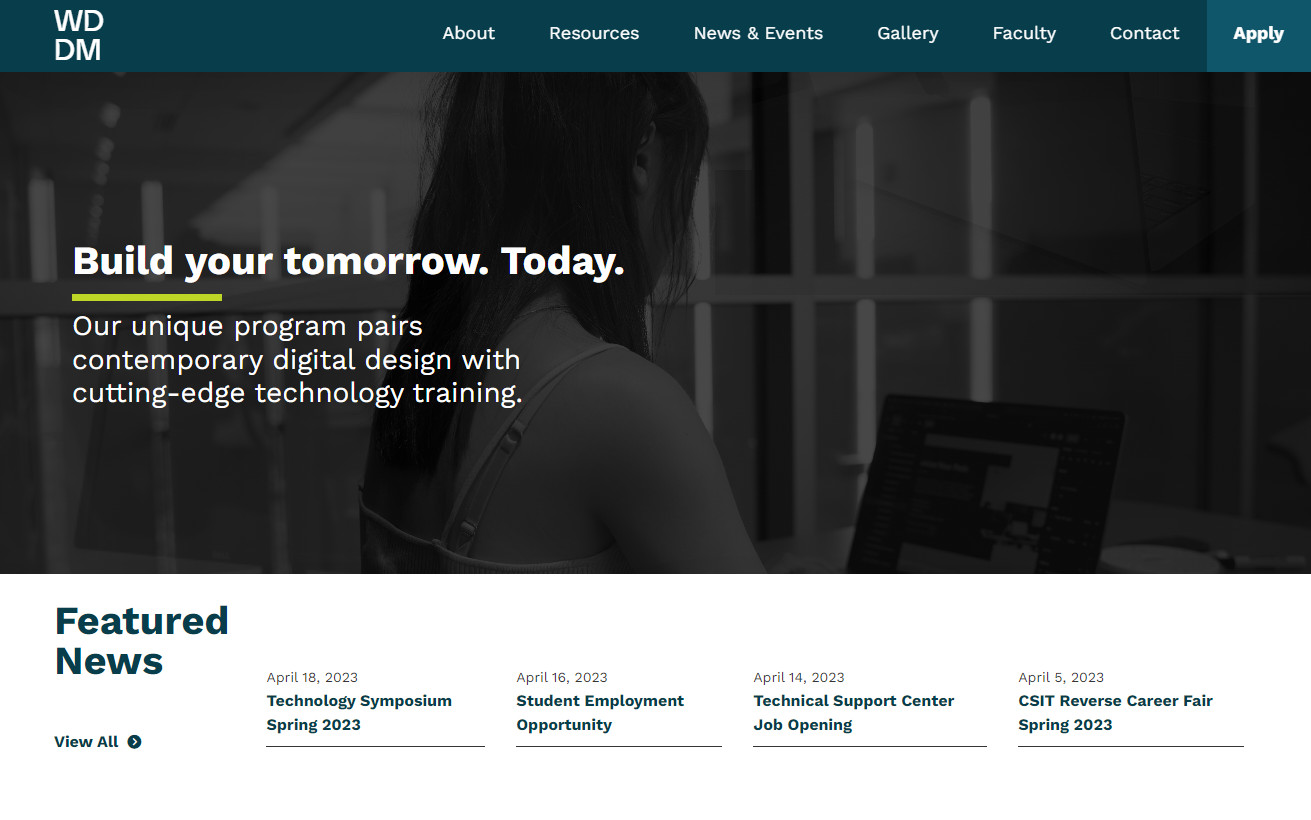 WD
DM
About Resources News & Events Gallery Faculty Contact Apply
Build your tomorrow. Today.
Our unique program pairs
contemporary digital design with
cutting-edge technology training.
Featured
News
View All
April 18, 2023
Technology Symposium
Spring 2023
April 16, 2023
Student Employment
Opportunity
April 14, 2023
Technical Support Center
Job Opening
April 5, 2023
CSIT Reverse Career Fair
Spring 2023